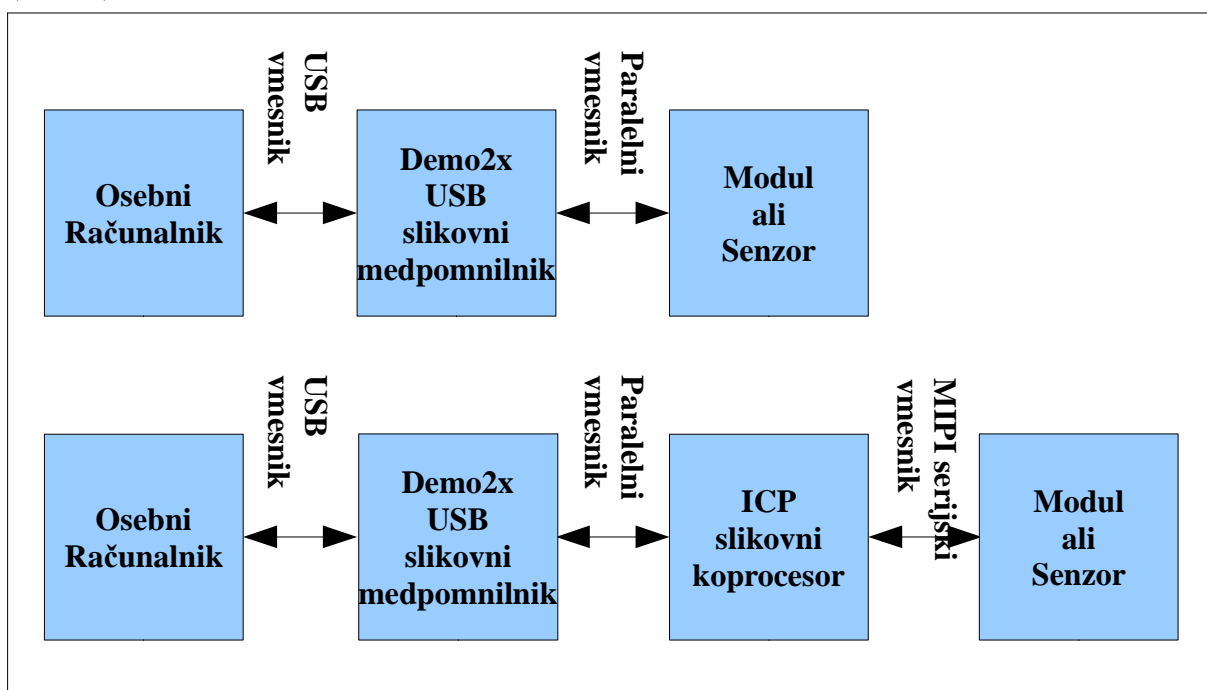 USB
vmesnik
Paralelni
vmesnik
Osebni
Računalnik
Demo2x
USB
slikovni
medpomnilnik
Modul
ali
Senzor
USB
vmesnik
Paralelni
vmesnik
MIPI serijski
vmesnik
Osebni
Računalnik
Demo2x
USB
slikovni
medpomnilnik
ICP
slikovni
koprocesor
Modul
ali
Senzor